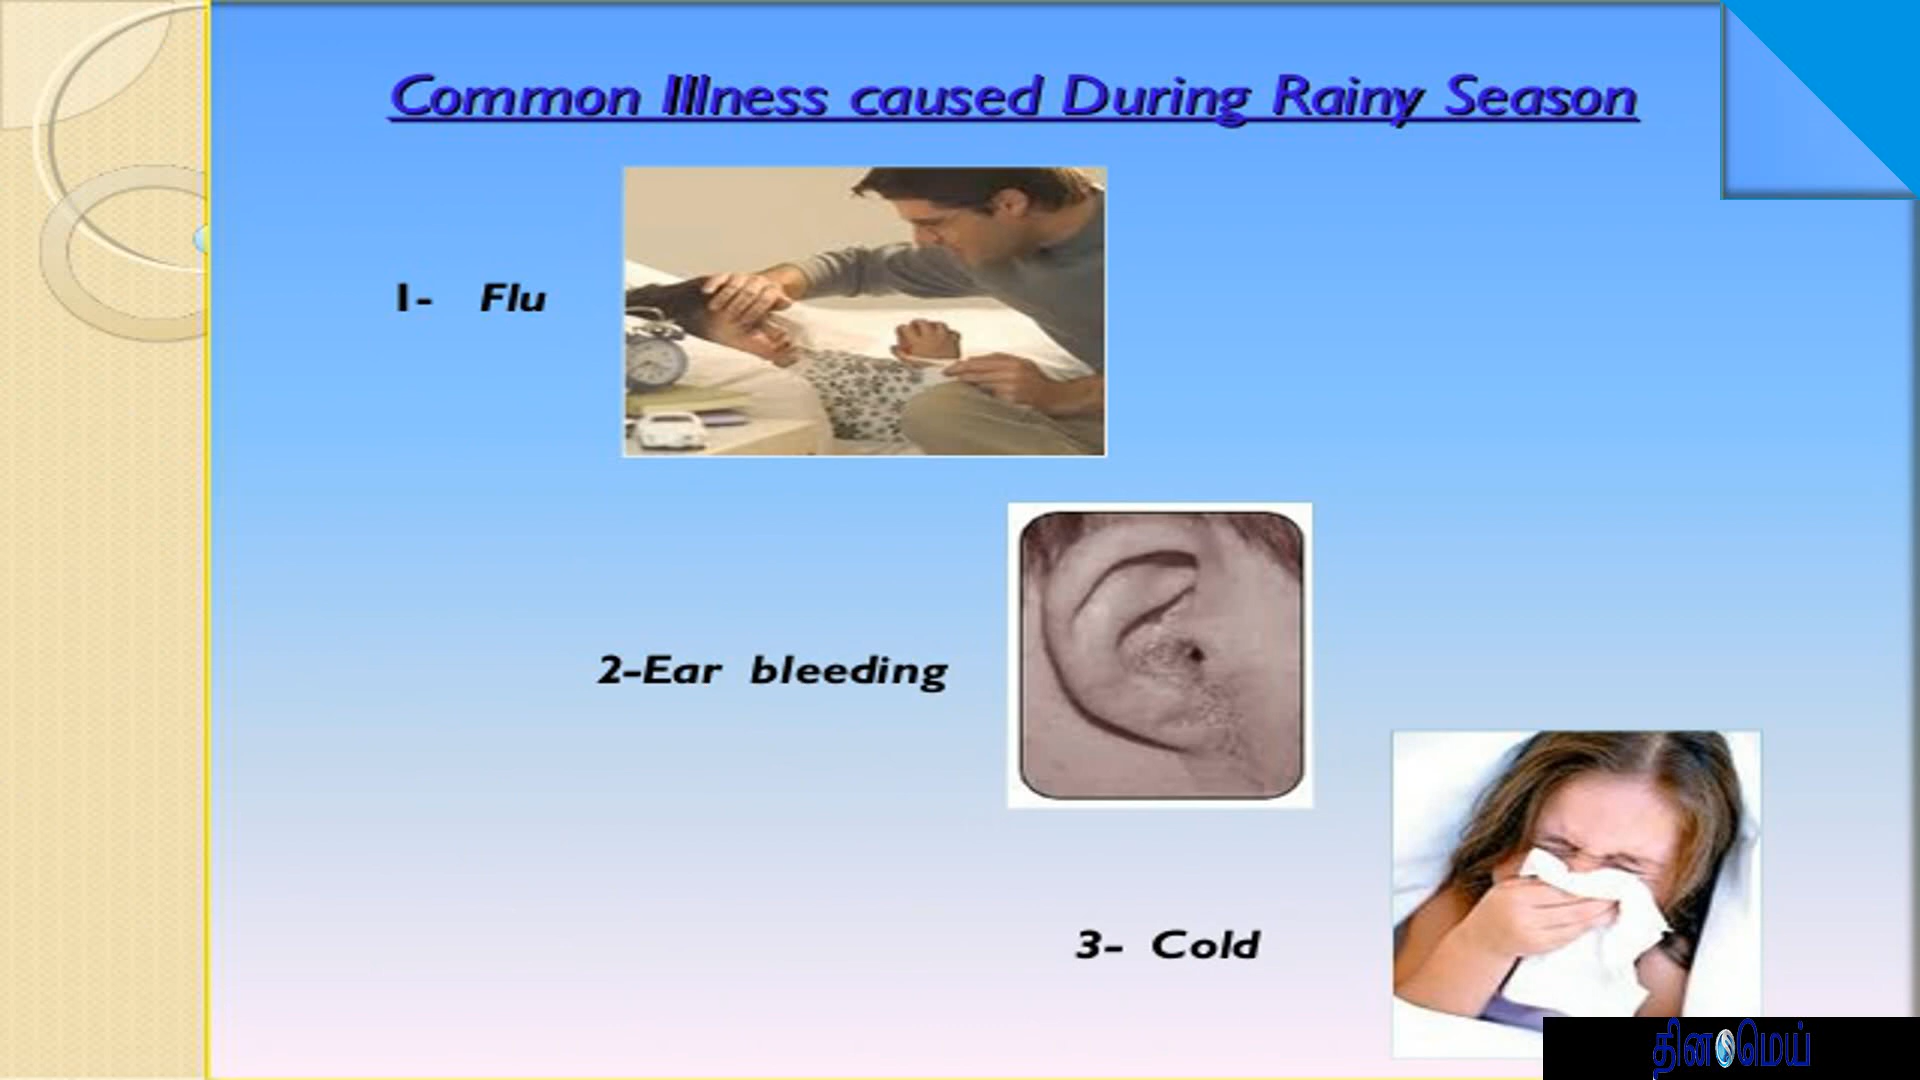 Common Illness caused During Rainy Season
1- Flu
2-Ear bleeding
3- Cold
தினமெய்